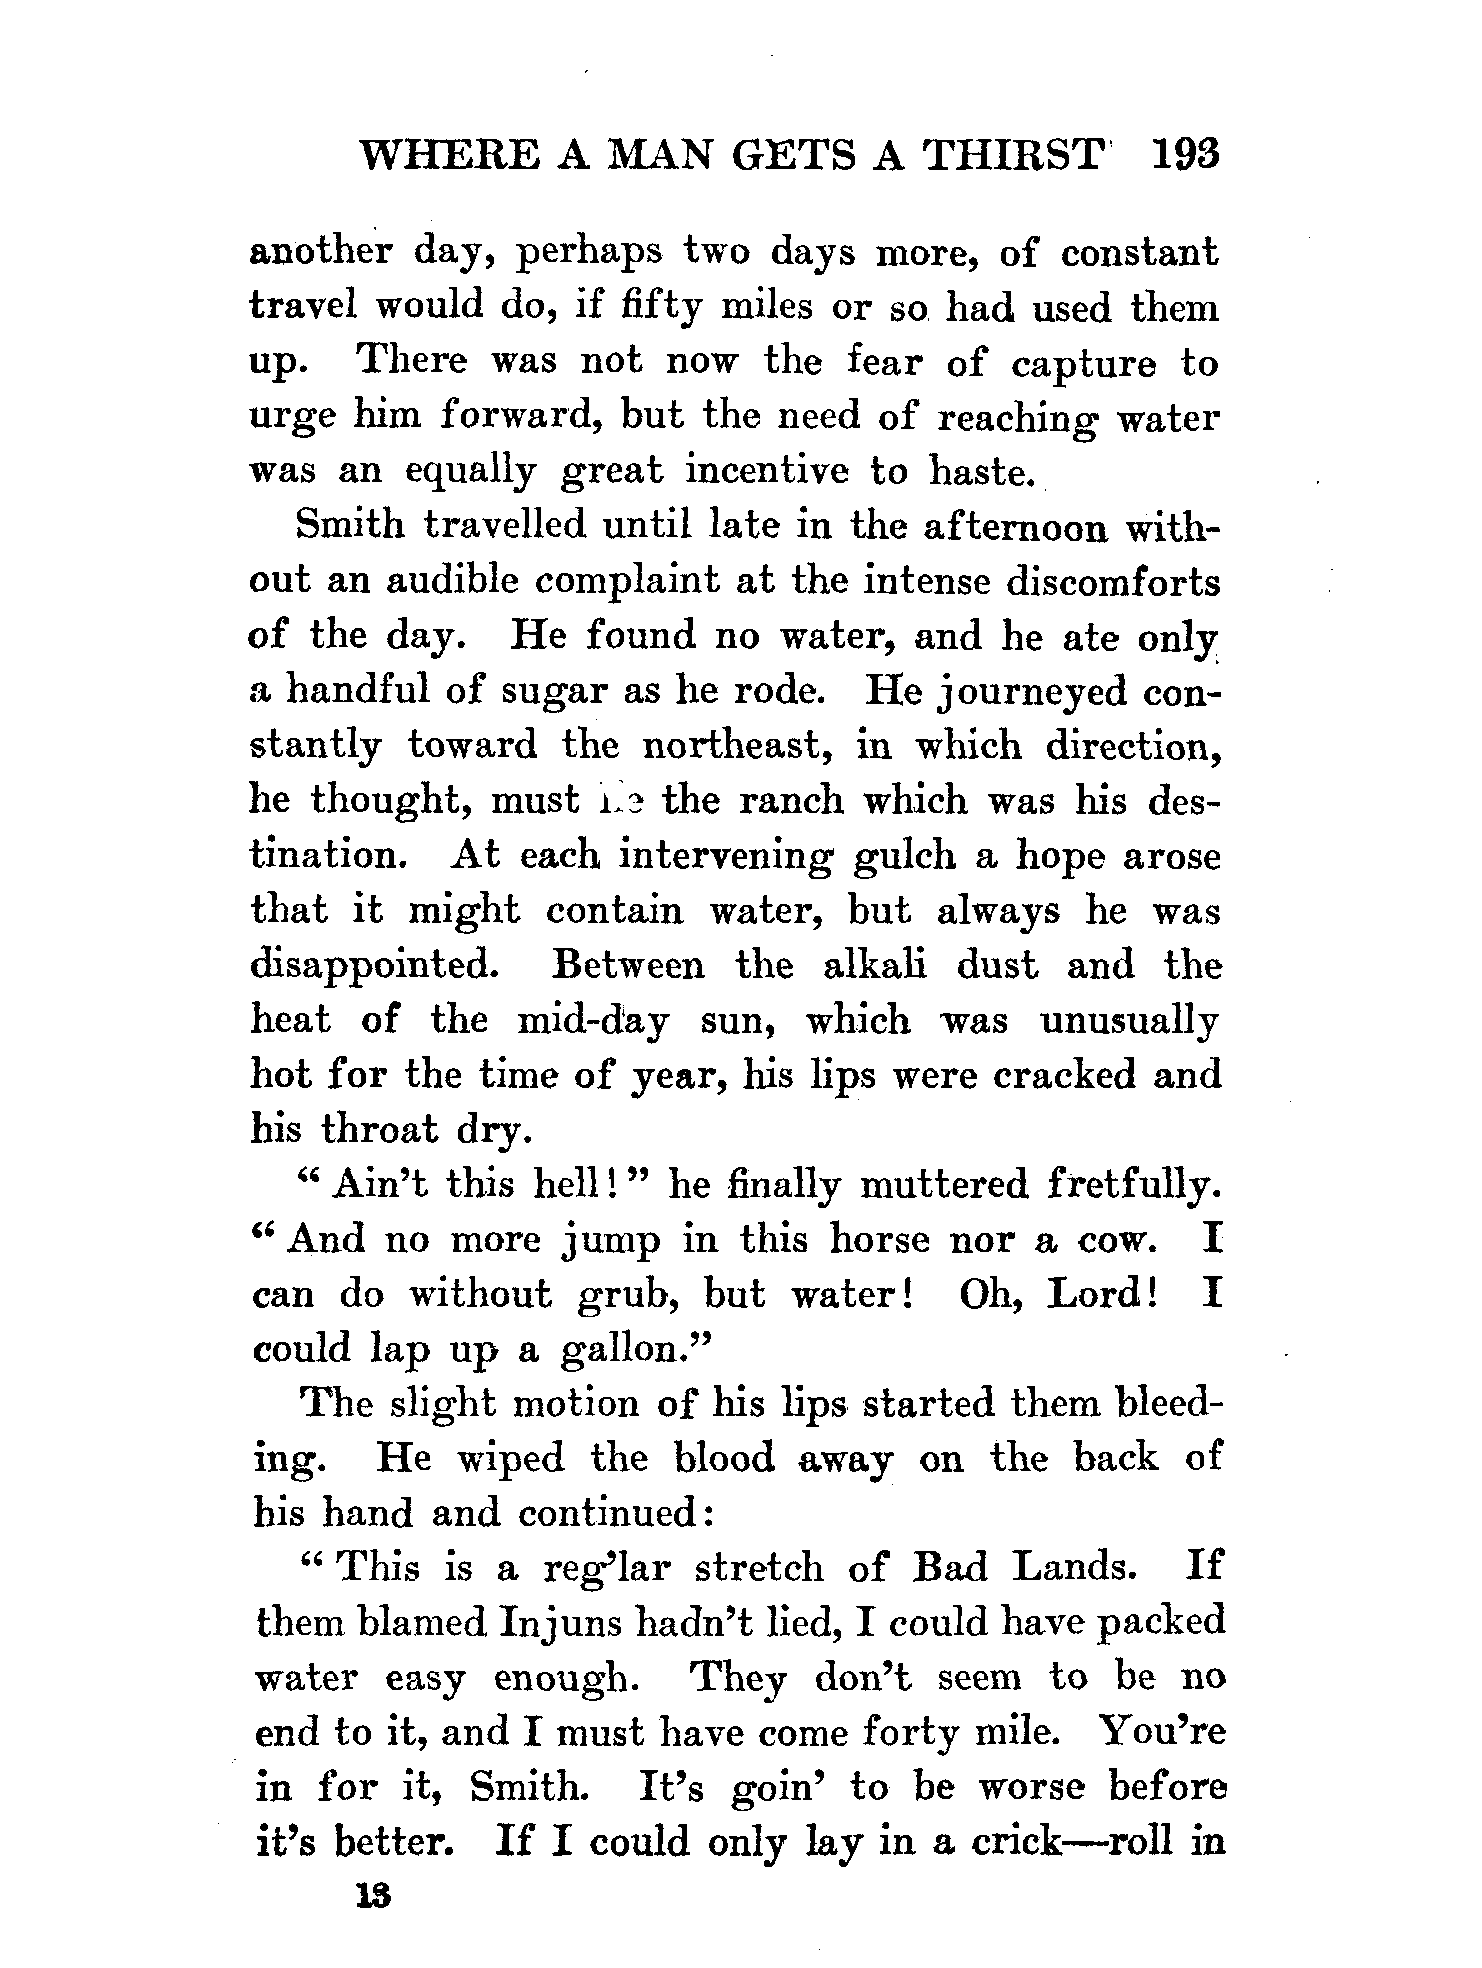 WHERE A MAN GETS A THIRST 193
another day, perhaps two days more, of constant
travel would do, if fifty miles or so had used them
up. There was not now the fear of capture to
urge him forward, but the need of reaching water
was an equally great incentive to haste.
Smith travelled until late in the afternoon with-
out an audible complaint at the intense discomforts
of the day. He found no water, and he ate only
a handful of sugar as he rode. He journeyed con-
stantly toward the northeast, in which direction,
he thought, must the ranch which was his des-
tination. At each intervening gulch a hope arose
that it might contain water, but always he was
disappointed. Between the alkali dust and the
heat of the mid-day sun, which was unusually
hot for the time of year, his lips were cracked and
his throat dry.
“ Ain’t this hell! ” he finally muttered fretfully.
“ And no more jump in this horse nor a cow. I
can do without grub, but water! Oh, Lord! I
could lap up a gallon.”
The slight motion of his lips started them bleed-
ing. He wiped the blood away on the back of
his hand and continued:
“ This is a reg’lar stretch of Bad Lands. If
them blamed Injuns hadn’t lied, I could have packed
water easy enough. They don’t seem to be no
end to it, and I must have come forty mile. You’re
in for it, Smith. It’s goin’ to be worse before
it’s better. If I could only lay in a crick—roll in
13